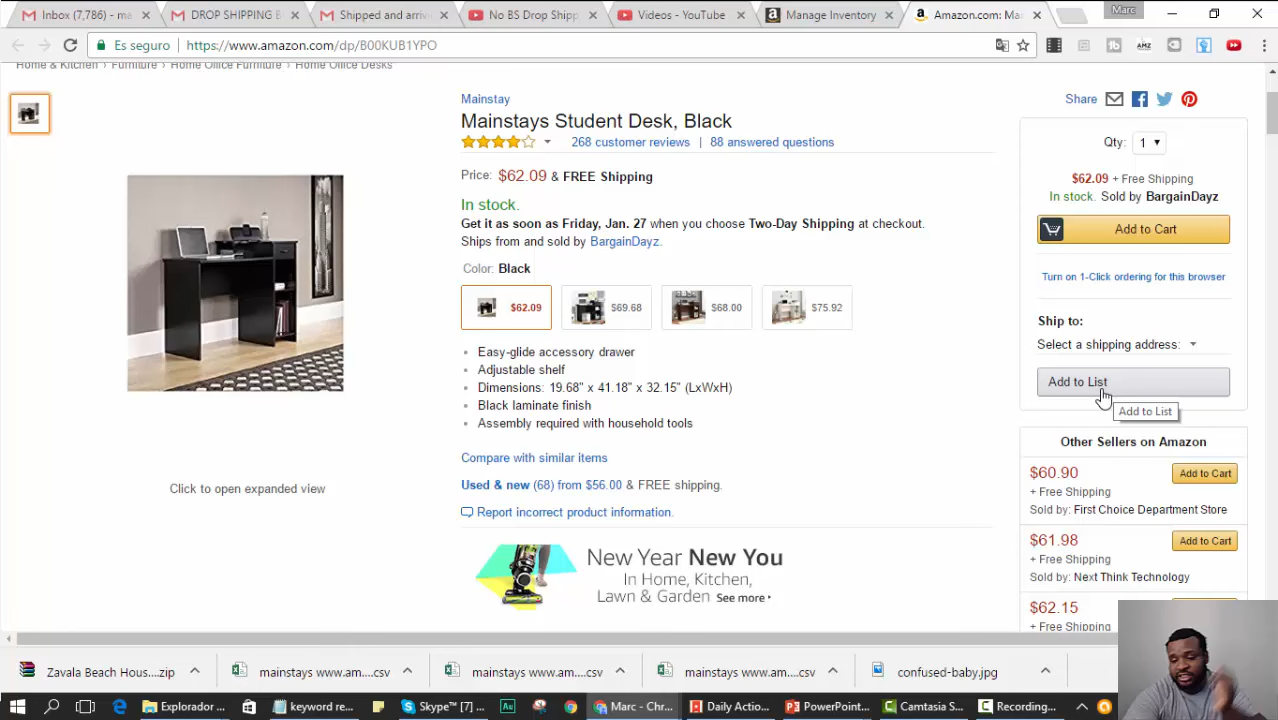 Inbox (7,786) - ma
DROP SHIPPING B
Shipped and arrive
No BS Drop Shipp
Videos - YouTube
Manage Inventory
Amazon.com: Ma
Marc
Es seguro
https://www.amazon.com/dp/B00KUB1YPO
Home & Kitchen › Furniture › Home Office Furniture › Home Office Desks
Mainstay
Mainstays Student Desk, Black
268 customer reviews | 88 answered questions
Price: $62.09 & FREE Shipping
In stock.
Get it as soon as Friday, Jan. 27 when you choose Two-Day Shipping at checkout.
Ships from and sold by BargainDayz.
Color: Black
$62.09
$69.68
$68.00
$75.92
Easy-glide accessory drawer
Adjustable shelf
Dimensions: 19.68" x 41.18" x 32.15" (LxWxH)
Black laminate finish
Assembly required with household tools
Click to open expanded view
Compare with similar items
Used & new (68) from $56.00 & FREE shipping.
Report incorrect product information.
New Year New You
In Home, Kitchen,
Lawn & Garden See more
Share
Qty: 1
$62.09 + Free Shipping
In stock. Sold by BargainDayz
Add to Cart
Turn on 1-Click ordering for this browser
Ship to:
Select a shipping address:
Add to List
Add to List
Other Sellers on Amazon
$60.90
Add to Cart
+ Free Shipping
Sold by: First Choice Department Store
$61.98
Add to Cart
+ Free Shipping
Sold by: Next Think Technology
$62.15
+ Free Shipping
Zavala Beach Hous....zip
mainstays www.am....csv
mainstays www.am....csv
mainstays www.am....csv
confused-baby.jpg
Explorador ...
keyword re...
Skype™ [7] ...
Au
Marc - Chr...
Daily Actio...
PowerPoint...
Camtasia S...
Recording...